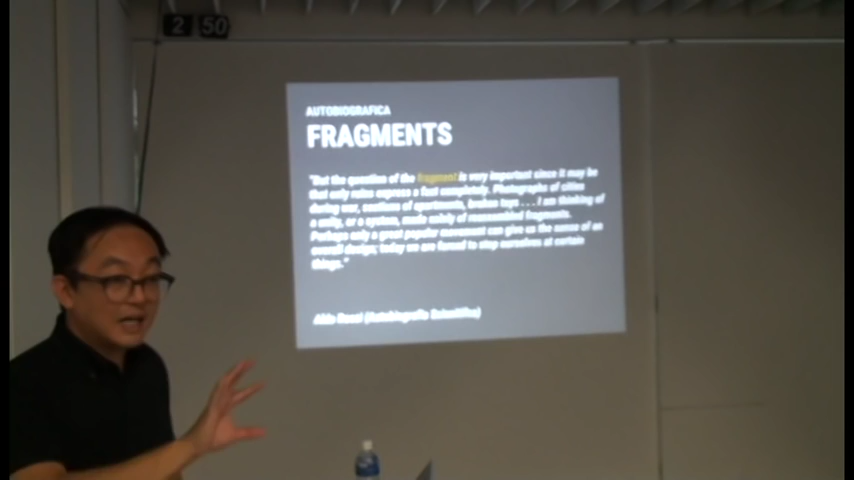 2 50
AUTOBIOGRAFICA
FRAGMENTS
"But the question of the fragment is very important since it may be
that only ruins express a fact completely. Photographs of cities
during war, sections of apartments, broken toys . . . I am thinking of
a unity, or a system, made solely of reassembled fragments.
Perhaps only a great popular movement can give us the sense of an
overall design; today we are forced to stop ourselves at certain
things."
Aldo Rossi (Autobiografia Scientifica)